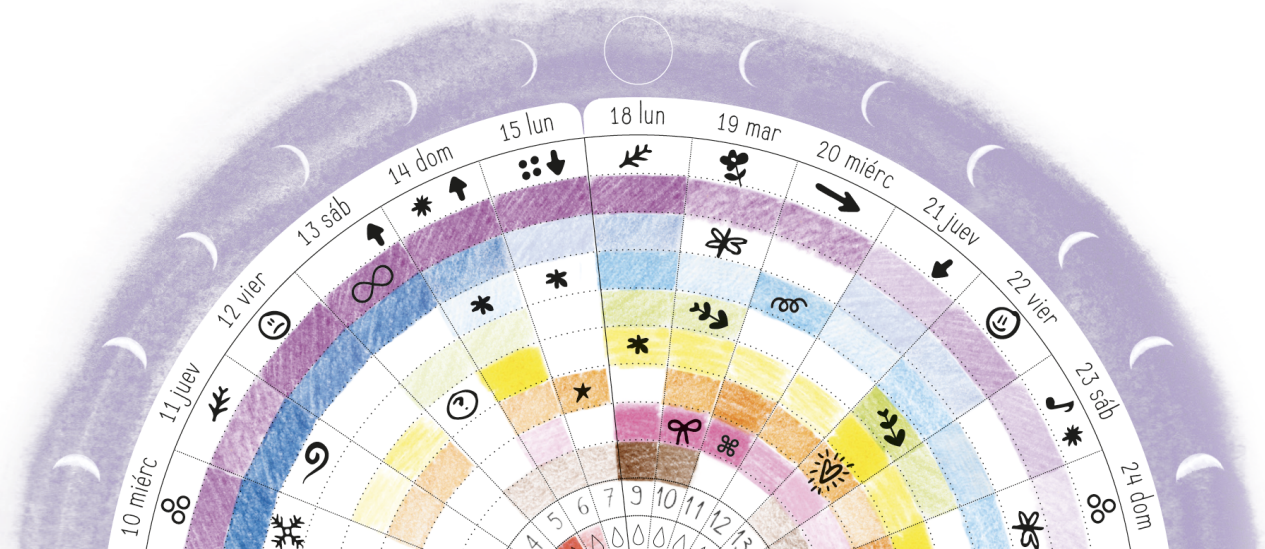 10 miérc
11 juev
12 vier
13 sáb
14 dom
15 lun
18 lun
19 mar
20 miérc
21 juev
22 vier
23 sáb
24 dom
4
5
6
7
9
10
11
12
13